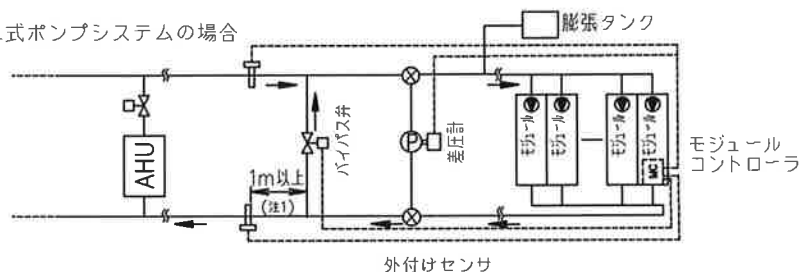 式ポンプシステムの場合
膨張タンク
AHU
バイパス弁
P
差圧計
モジュール
モジュール
モジュール
モジュール
MC
モジュール
コントローラ
1m以上
(注1)
外付けセンサ